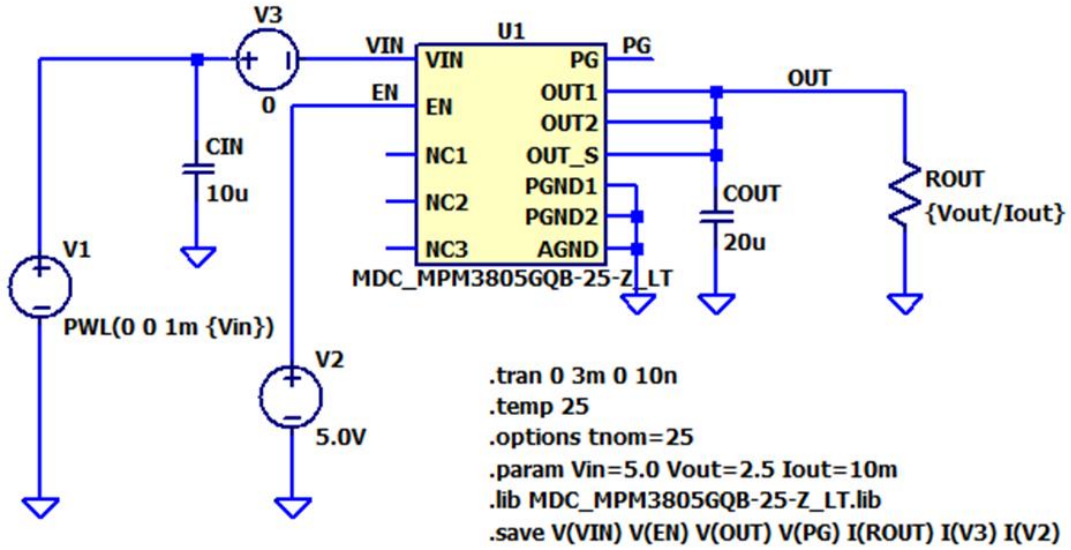 V3
0
VIN
EN
U1
VIN
EN
NC1
NC2
NC3
PG
OUT1
OUT2
OUT_S
PGND1
PGND2
AGND
MDC_MPM3805GQB-25-Z_LT
PG
OUT
CIN
10u
COUT
20u
ROUT
{Vout/Iout}
V1
PWL(0 0 1m {Vin})
V2
5.0V
.tran 0 3m 0 10n
.temp 25
.options tnom=25
.param Vin=5.0 Vout=2.5 Iout=10m
.lib MDC_MPM3805GQB-25-Z_LT.lib
.save V(VIN) V(EN) V(OUT) V(PG) I(ROUT) I(V3) I(V2)